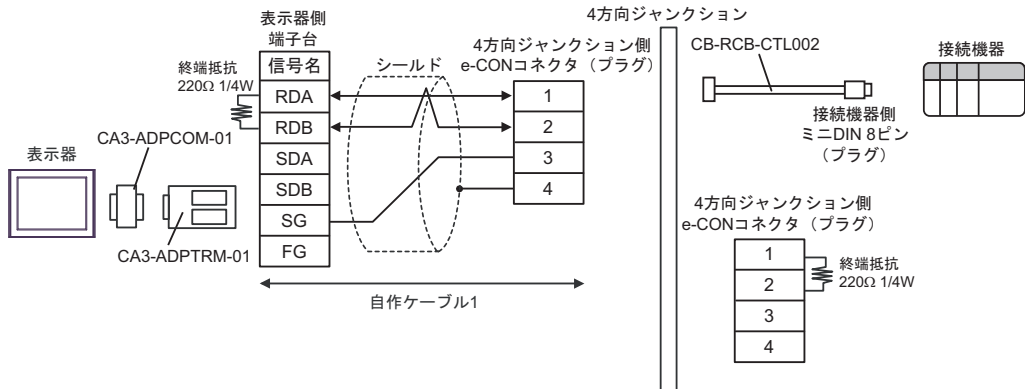 4方向ジャンクション
表示器側
端子台
信号名
RDA
RDB
SDA
SDB
SG
FG
終端抵抗
220Ω 1/4W
シールド
4方向ジャンクション側
e-CONコネクタ（プラグ）
1
2
3
4
表示器
CA3-ADPCOM-01
CA3-ADPTRM-01
自作ケーブル1
CB-RCB-CTL002
接続機器
接続機器側
ミニDIN 8ピン
（プラグ）
4方向ジャンクション側
e-CONコネクタ（プラグ）
1
2
3
4
終端抵抗
220Ω 1/4W